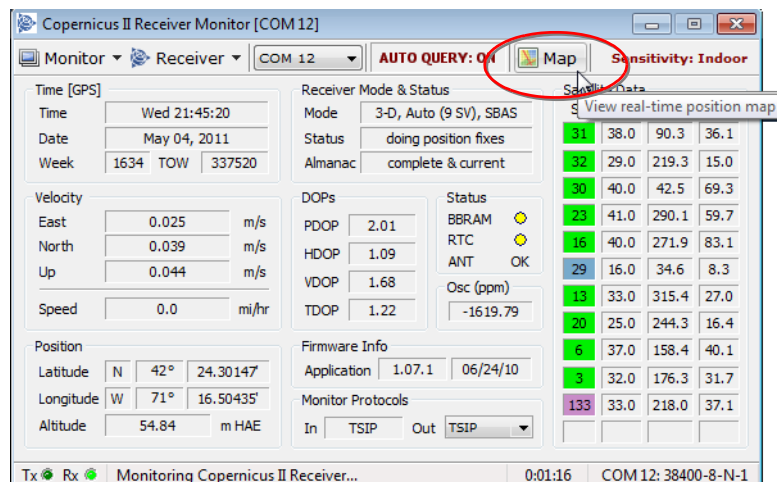 Copernicus II Receiver Monitor [COM 12]
Monitor Receiver COM 12 AUTO QUERY: ON Map Sensitivity: Indoor
View real-time position map
Time [GPS]
Time Wed 21:45:20
Date May 04, 2011
Week 1634 TOW 337520
Velocity
East 0.025 m/s
North 0.039 m/s
Up 0.044 m/s
Speed 0.0 mi/hr
Position
Latitude N 42° 24.30147'
Longitude W 71° 16.50435'
Altitude 54.84 m HAE
Receiver Mode & Status
Mode 3-D, Auto (9 SV), SBAS
Status doing position fixes
Almanac complete & current
DOPs
PDOP 2.01
HDOP 1.09
VDOP 1.68
TDOP 1.22
Status
BBRAM
RTC
ANT OK
Osc (ppm)
-1619.79
Firmware Info
Application 1.07.1 06/24/10
Monitor Protocols
In TSIP Out TSIP
Data
31 38.0 90.3 36.1
32 29.0 219.3 15.0
30 40.0 42.5 69.3
23 41.0 290.1 59.7
16 40.0 271.9 83.1
29 16.0 34.6 8.3
13 33.0 315.4 27.0
20 25.0 244.3 16.4
6 37.0 158.4 40.1
3 32.0 176.3 31.7
133 33.0 218.0 37.1
Tx Rx Monitoring Copernicus II Receiver... 0:01:16 COM 12: 38400-8-N-1